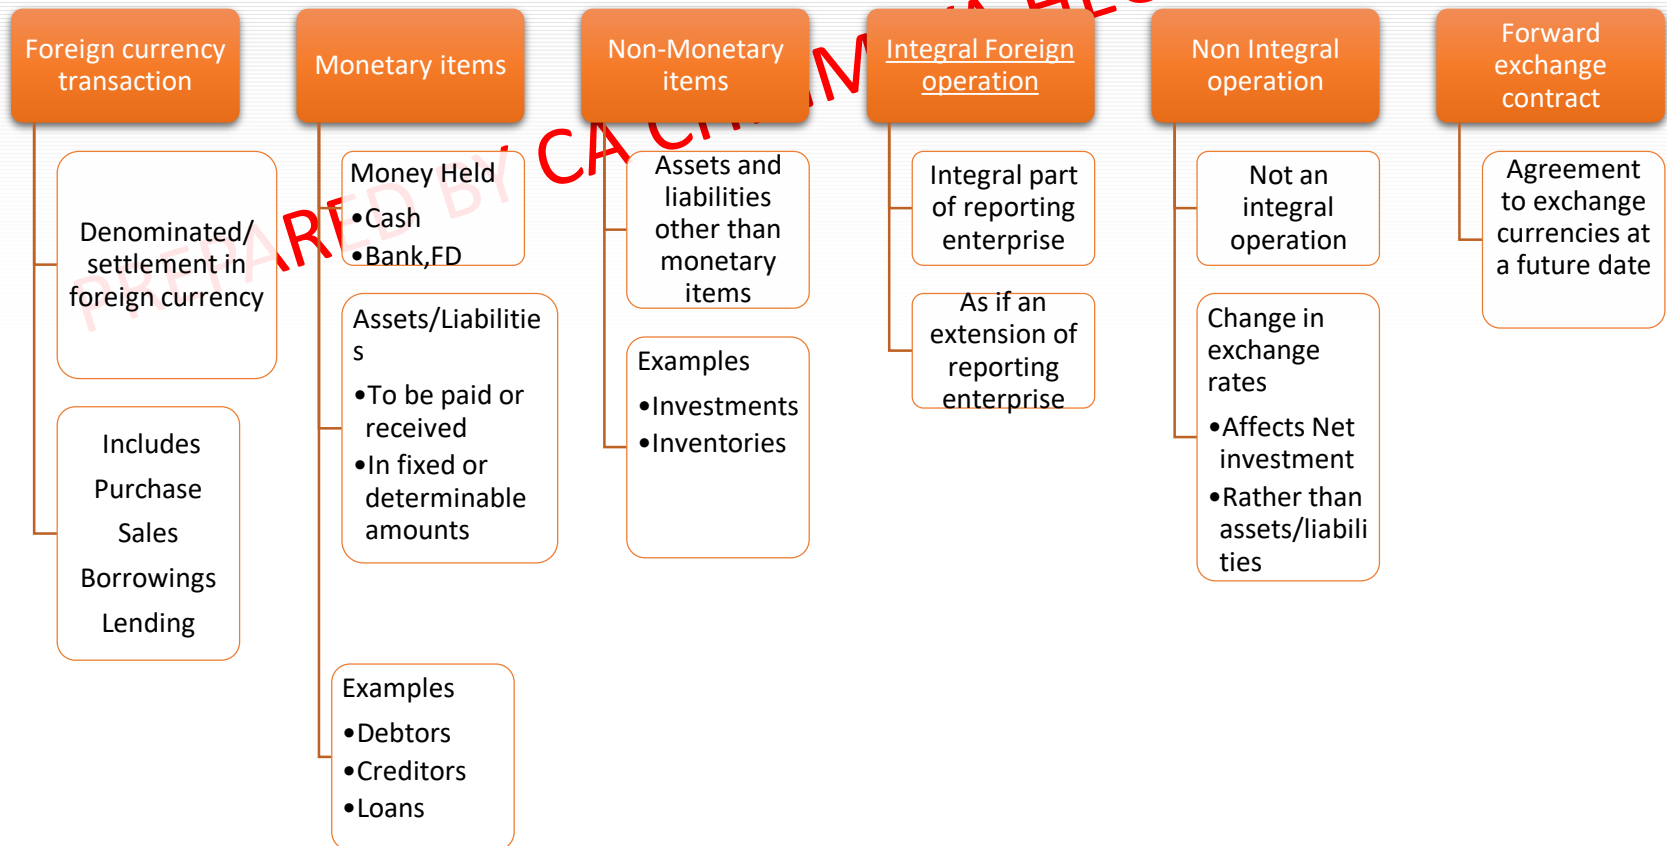 Foreign currency
transaction
Denominated/
settlement in
foreign currency
Includes
Purchase
Sales
Borrowings
Lending
Monetary items
Money Held
•Cash
•Bank,FD
Assets/Liabilitie
s
•To be paid or
received
•In fixed or
determinable
amounts
Examples
•Debtors
•Creditors
•Loans
Non-Monetary
items
Assets and
liabilities
other than
monetary
items
Examples
•Investments
•Inventories
Integral Foreign
operation
Integral part
of reporting
enterprise
As if an
extension of
reporting
enterprise
Non Integral
operation
Not an
integral
operation
Change in
exchange
rates
•Affects Net
investment
•Rather than
assets/liabili
ties
Forward
exchange
contract
Agreement
to exchange
currencies at
a future date
PREPARED BY CA